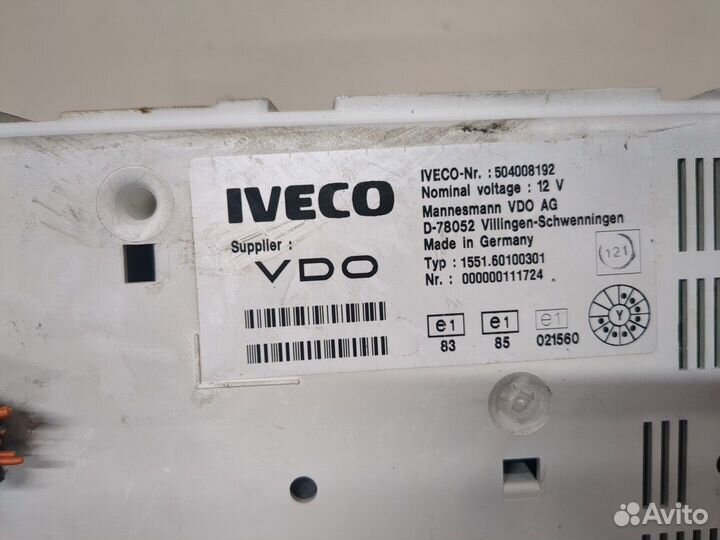 IVECO
Supplier :
VDO
IVECO-Nr. : 504008192
Nominal voltage : 12 V
Mannesmann VDO AG
D-78052 Villingen-Schwenningen
Made in Germany
Typ : 1551.60100301
Nr. : 000000111724
(121)
e1 e1 e1 Y
83 85 021560
Avito